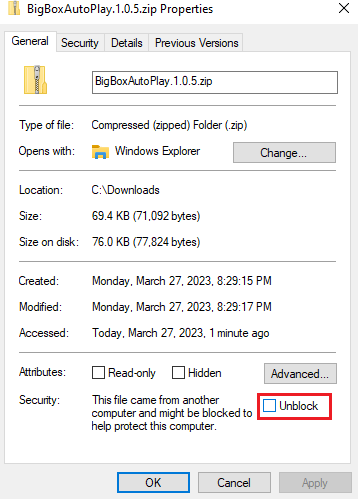 BigBoxAutoPlay.1.0.5.zip Properties
General Security Details Previous Versions
BigBoxAutoPlay.1.0.5.zip
Type of file: Compressed (zipped) Folder (.zip)
Opens with: Windows Explorer Change...
Location: C:\Downloads
Size: 69.4 KB (71,092 bytes)
Size on disk: 76.0 KB (77,824 bytes)
Created: Monday, March 27, 2023, 8:29:15 PM
Modified: Monday, March 27, 2023, 8:29:17 PM
Accessed: Today, March 27, 2023, 1 minute ago
Attributes: Read-only Hidden Advanced...
Security: This file came from another
computer and might be blocked to
help protect this computer.
Unblock
OK Cancel Apply